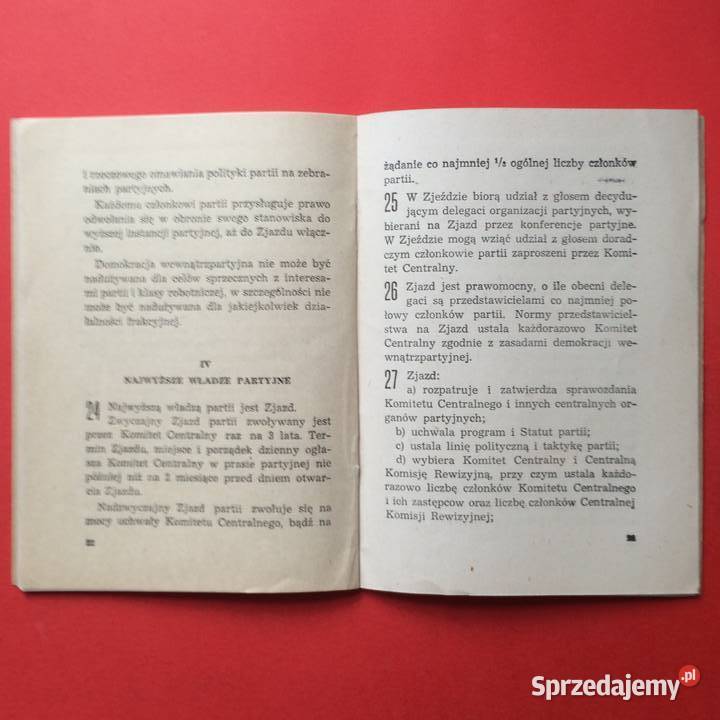 i rzeczowego omawiania polityki partii na zebra-
niach partyjnych.
Każdemu członkowi partii przysługuje prawo
odwołania się w obronie swego stanowiska do
wyższej instancji partyjnej, aż do Zjazdu włącz-
nie.
Demokracja wewnątrzpartyjna nie może być
nadużywana dla celów sprzecznych z interesa-
mi partii i klasy robotniczej, w szczególności nie
może być nadużywana dla jakiejkolwiek dzia-
łalności frakcyjnej.
IV
NAJWYŻSZE WŁADZE PARTYJNE
24 Najwyższą władzą partii jest Zjazd.
Zwyczajny Zjazd partii zwoływany jest
przez Komitet Centralny raz na 3 lata. Ter-
min Zjazdu, miejsce i porządek dzienny ogła-
sza Komitet Centralny w prasie partyjnej nie
później niż na 2 miesiące przed dniem otwar-
cia Zjazdu.
Nadzwyczajny Zjazd partii zwołuje się na
mocy uchwały Komitetu Centralnego, bądź na
22
żądanie co najmniej 1/3 ogólnej liczby członków
partii.
25 W Zjeździe biorą udział z głosem decydu-
jącym delegaci organizacji partyjnych, wy-
bierani na Zjazd przez konferencje partyjne.
W Zjeździe mogą wziąć udział z głosem dorad-
czym członkowie partii zaproszeni przez Komi-
tet Centralny.
26 Zjazd jest prawomocny, o ile obecni dele-
gaci są przedstawicielami co najmniej po-
łowy członków partii. Normy przedstawiciel-
stwa na Zjazd ustala każdorazowo Komitet
Centralny zgodnie z zasadami demokracji we-
wnątrzpartyjnej.
27 Zjazd:
a) rozpatruje i zatwierdza sprawozdania
Komitetu Centralnego i innych centralnych or-
ganów partyjnych;
b) uchwala program i Statut partii;
c) ustala linię polityczną i taktykę partii;
d) wybiera Komitet Centralny i Centralną
Komisję Rewizyjną, przy czym ustala każdo-
razowo liczbę członków Komitetu Centralnego
i ich zastępców oraz liczbę członków Centralnej
Komisji Rewizyjnej;
23
Sprzedajemy.pl